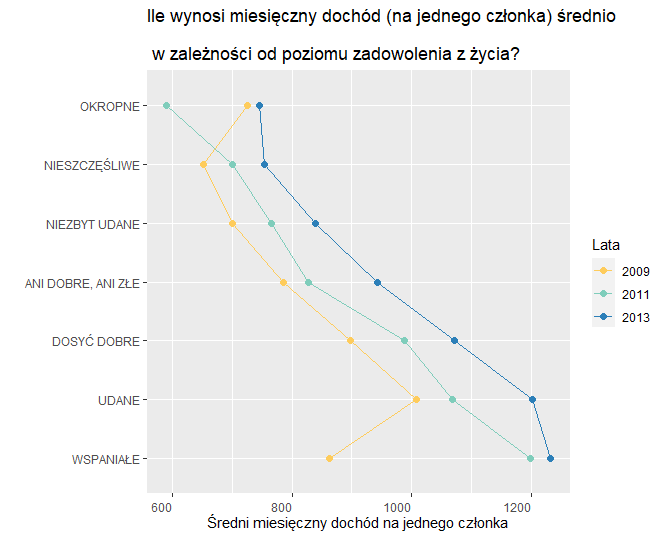 Ile wynosi miesięczny dochód (na jednego członka) średnio
w zależności od poziomu zadowolenia z życia?
OKROPNE
NIESZCZĘŚLIWE
NIEZBYT UDANE
ANI DOBRE, ANI ZŁE
DOSYĆ DOBRE
UDANE
WSPANIAŁE
600 800 1000 1200
Średni miesięczny dochód na jednego członka
Lata
2009
2011
2013